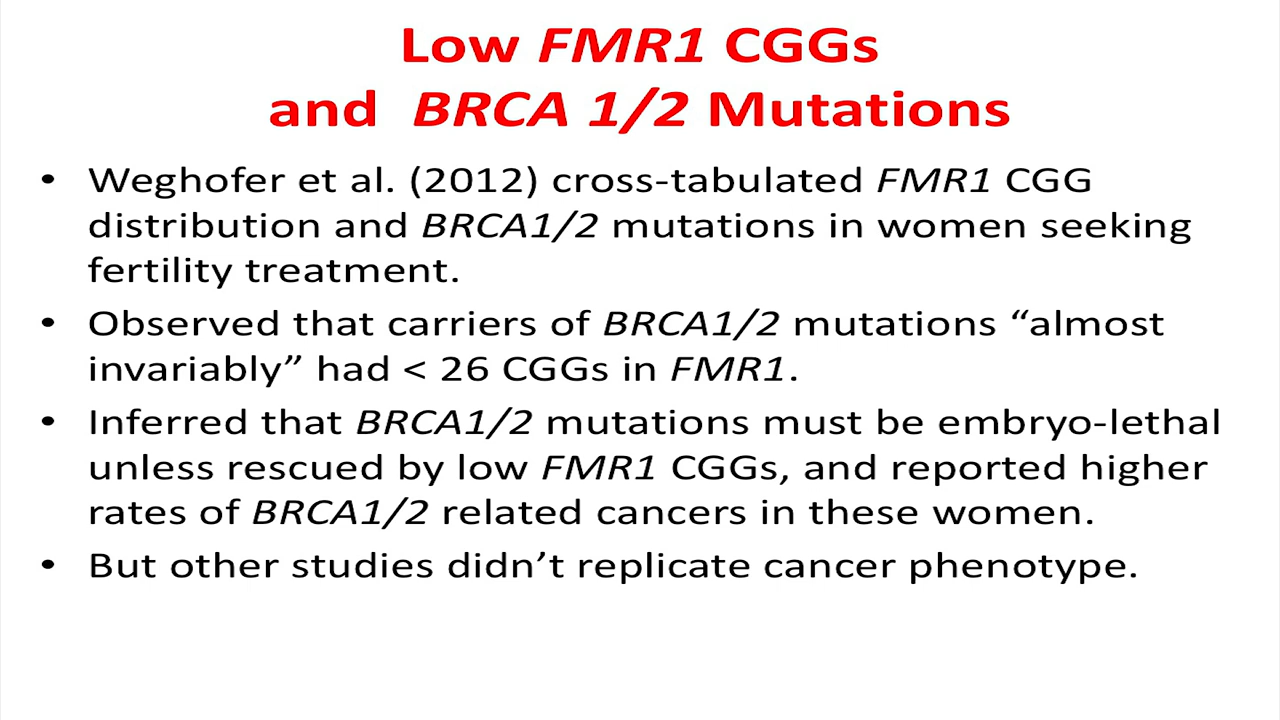 Low FMR1 CGGs
and BRCA 1/2 Mutations
• Weghofer et al. (2012) cross-tabulated FMR1 CGG
distribution and BRCA1/2 mutations in women seeking
fertility treatment.
• Observed that carriers of BRCA1/2 mutations “almost
invariably” had < 26 CGGs in FMR1.
• Inferred that BRCA1/2 mutations must be embryo-lethal
unless rescued by low FMR1 CGGs, and reported higher
rates of BRCA1/2 related cancers in these women.
• But other studies didn’t replicate cancer phenotype.